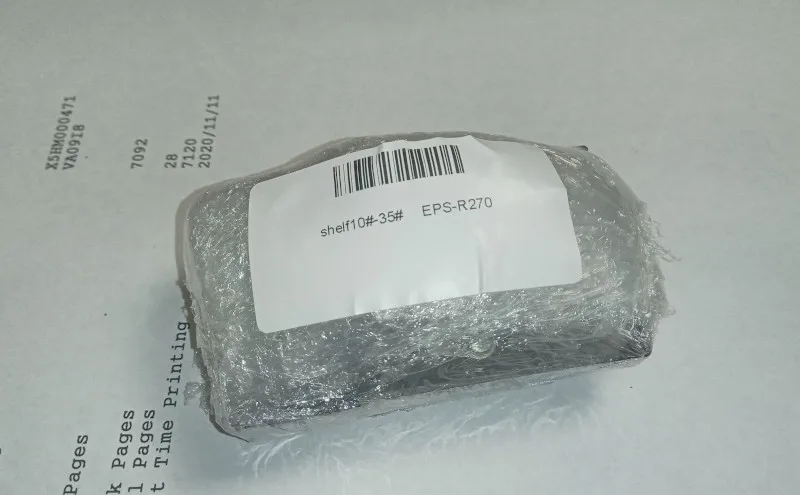 shelf10#-35# EPS-R270
X5HM000471
VA09I8
7092
28
7120
2020/11/11
Pages
k Pages
l Pages
t Time Printing